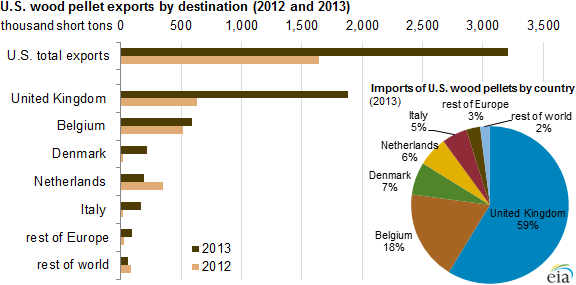 U.S. wood pellet exports by destination (2012 and 2013)
thousand short tons
0 500 1,000 1,500 2,000 2,500 3,000 3,500
U.S. total exports
United Kingdom
Belgium
Denmark
Netherlands
Italy
rest of Europe
rest of world
2013
2012
Imports of U.S. wood pellets by country
(2013)
rest of Europe
3%
rest of world
2%
Italy
5%
Netherlands
6%
Denmark
7%
Belgium
18%
United Kingdom
59%
eia